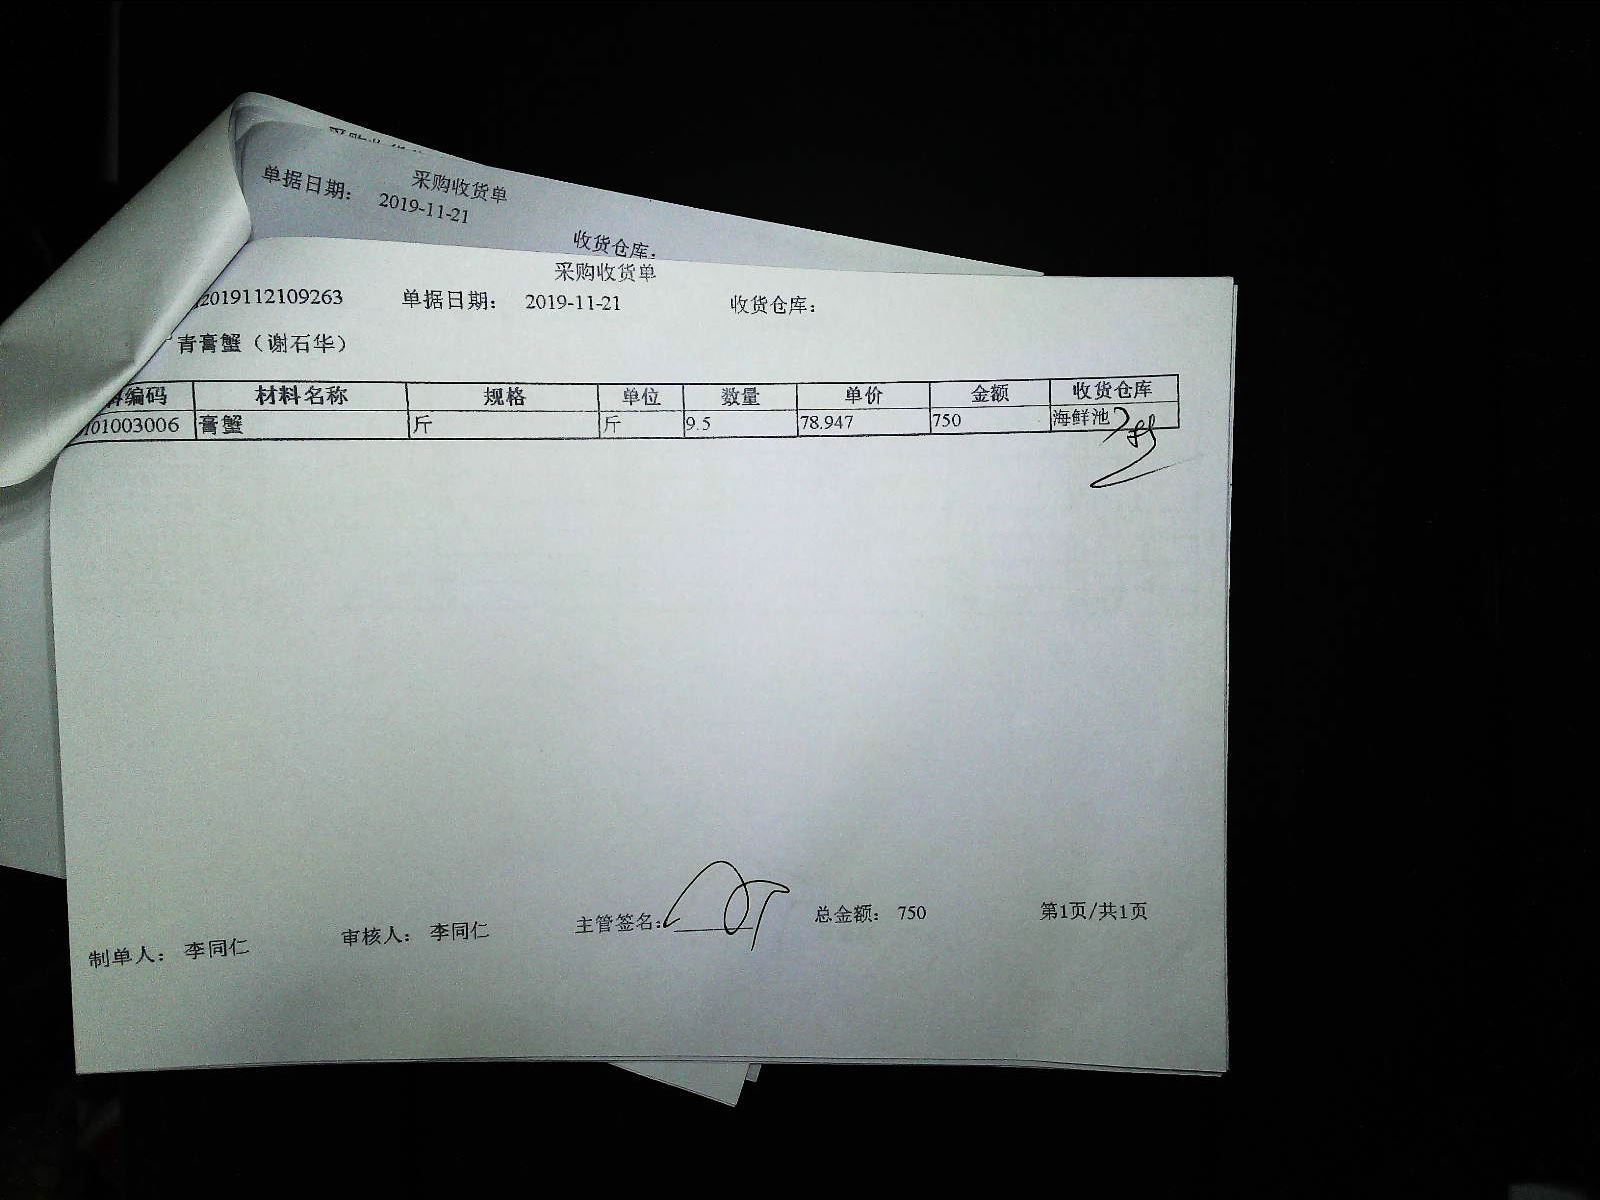 采购收货单
单据日期： 2019-11-21
收货仓库：
采购收货单
2019112109263 单据日期： 2019-11-21 收货仓库：
青膏蟹（谢石华）
编码 材料名称 规格 单位 数量 单价 金额 收货仓库
01003006 膏蟹 斤 斤 9.5 78.947 750 海鲜池
制单人： 李同仁 审核人： 李同仁 主管签名： 总金额： 750 第1页/共1页